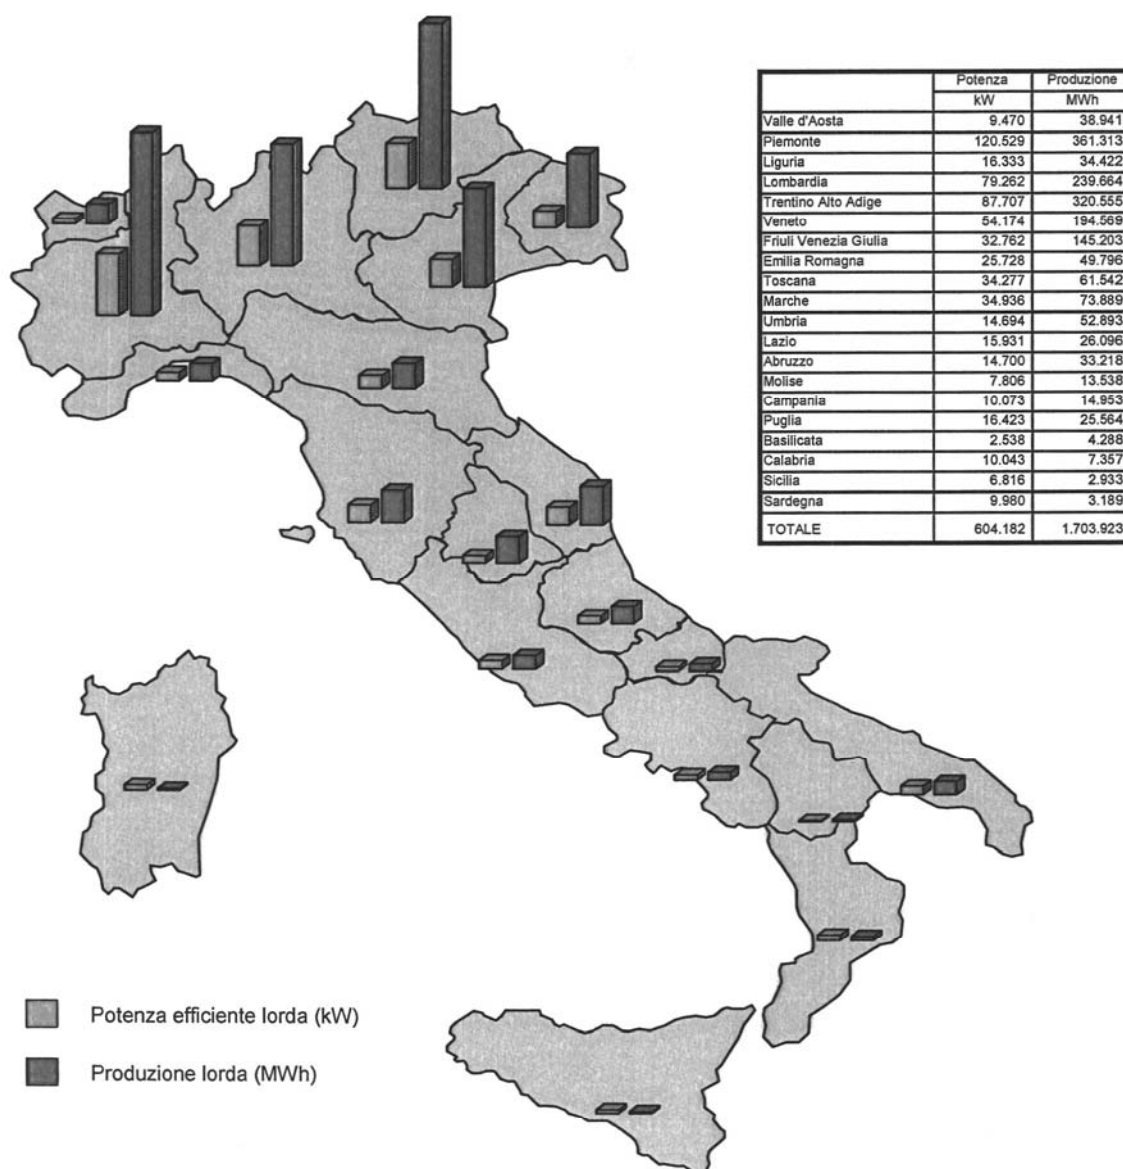 Potenza Produzione
kW MWh
Valle d'Aosta 9.470 38.941
Piemonte 120.529 361.313
Liguria 16.333 34.422
Lombardia 79.262 239.664
Trentino Alto Adige 87.707 320.555
Veneto 54.174 194.569
Friuli Venezia Giulia 32.762 145.203
Emilia Romagna 25.728 49.796
Toscana 34.277 61.542
Marche 34.936 73.889
Umbria 14.694 52.893
Lazio 15.931 26.096
Abruzzo 14.700 33.218
Molise 7.806 13.538
Campania 10.073 14.953
Puglia 16.423 25.564
Basilicata 2.538 4.288
Calabria 10.043 7.357
Sicilia 6.816 2.933
Sardegna 9.980 3.189
TOTALE 604.182 1.703.923
Potenza efficiente lorda (kW)
Produzione lorda (MWh)